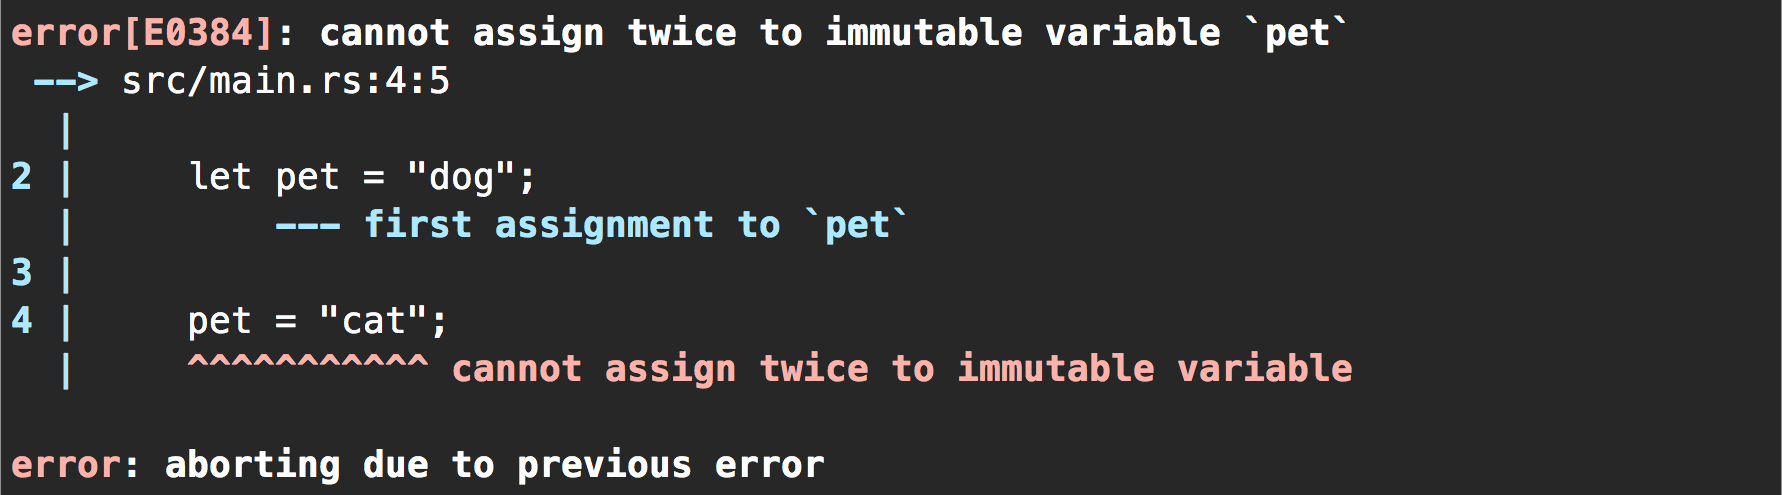 error[E0384]: cannot assign twice to immutable variable `pet`
 --> src/main.rs:4:5
  |
2 |     let pet = "dog";
  |         --- first assignment to `pet`
3 |
4 |     pet = "cat";
  |     ^^^^^^^^^^^ cannot assign twice to immutable variable
error: aborting due to previous error